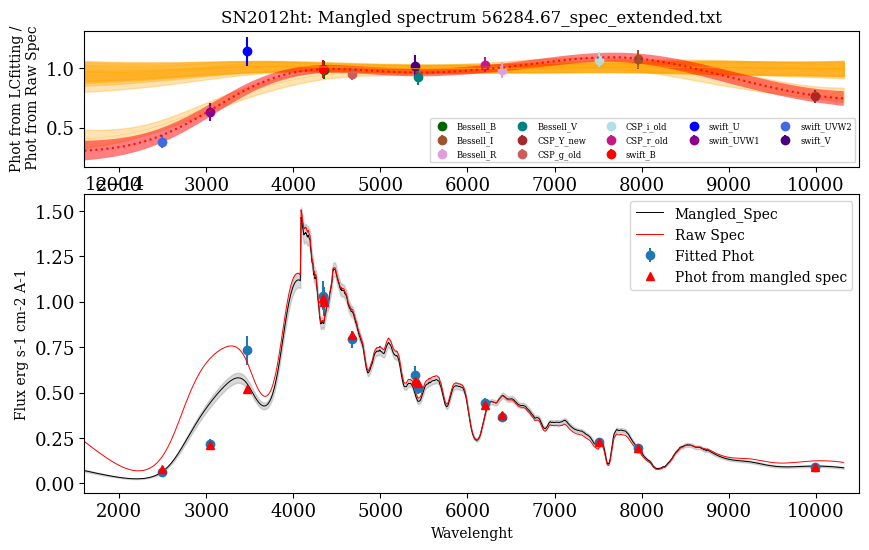 SN2012ht: Mangled spectrum 56284.67_spec_extended.txt
Phot from LCfitting /
Phot from Raw Spec
1.0
0.5
Bessell_B Bessell_V CSP_i_old swift_U swift_UVW2
Bessell_I CSP_Y_new CSP_r_old swift_UVW1 swift_V
Bessell_R CSP_g_old swift_B
2000 3000 4000 5000 6000 7000 8000 9000 10000
1e−14
Flux erg s-1 cm-2 A-1
1.50
1.25
1.00
0.75
0.50
0.25
0.00
Mangled_Spec
Raw Spec
Fitted Phot
Phot from mangled spec
2000 3000 4000 5000 6000 7000 8000 9000 10000
Wavelenght